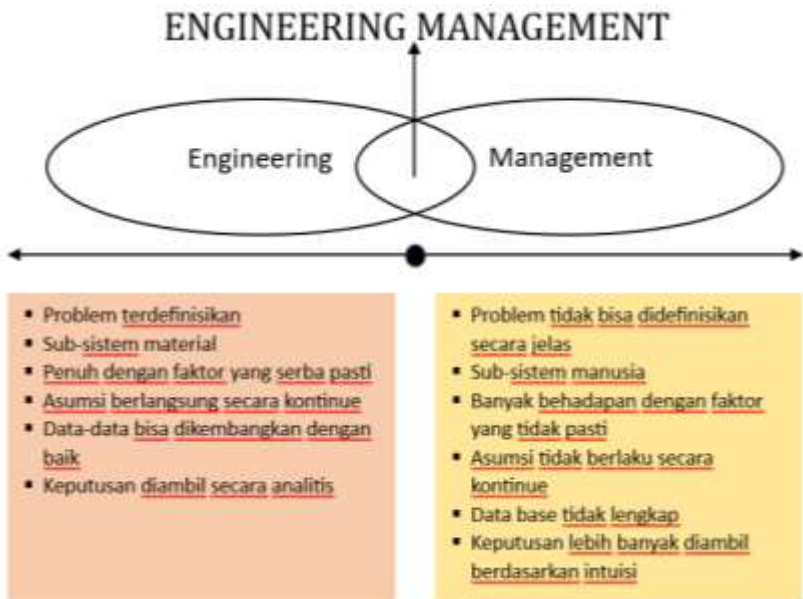 ENGINEERING MANAGEMENT
Engineering
Management
▪ Problem terdefinisikan
▪ Sub-sistem material
▪ Penuh dengan faktor yang serba pasti
▪ Asumsi berlangsung secara kontinue
▪ Data-data bisa dikembangkan dengan
baik
▪ Keputusan diambil secara analitis
▪ Problem tidak bisa didefinisikan
secara jelas
▪ Sub-sistem manusia
▪ Banyak behadapan dengan faktor
yang tidak pasti
▪ Asumsi tidak berlaku secara
kontinue
▪ Data base tidak lengkap
▪ Keputusan lebih banyak diambil
berdasarkan intuisi